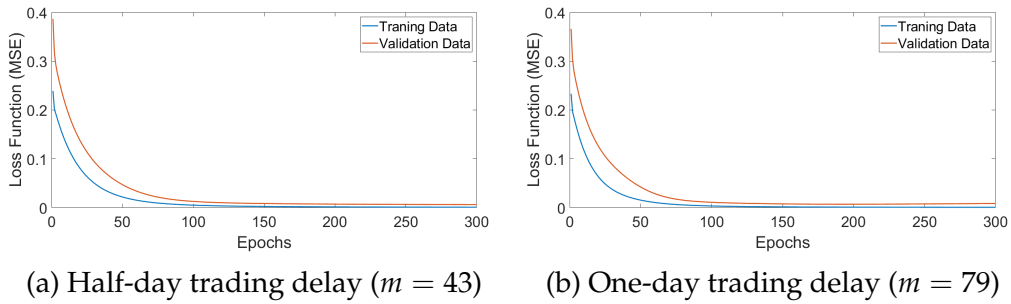 Loss Function (MSE)
0.4
0.3
0.2
0.1
0
0 50 100 150 200 250 300
Epochs
Traning Data
Validation Data
(a) Half-day trading delay (m = 43)
Loss Function (MSE)
0.4
0.3
0.2
0.1
0
0 50 100 150 200 250 300
Epochs
Traning Data
Validation Data
(b) One-day trading delay (m = 79)